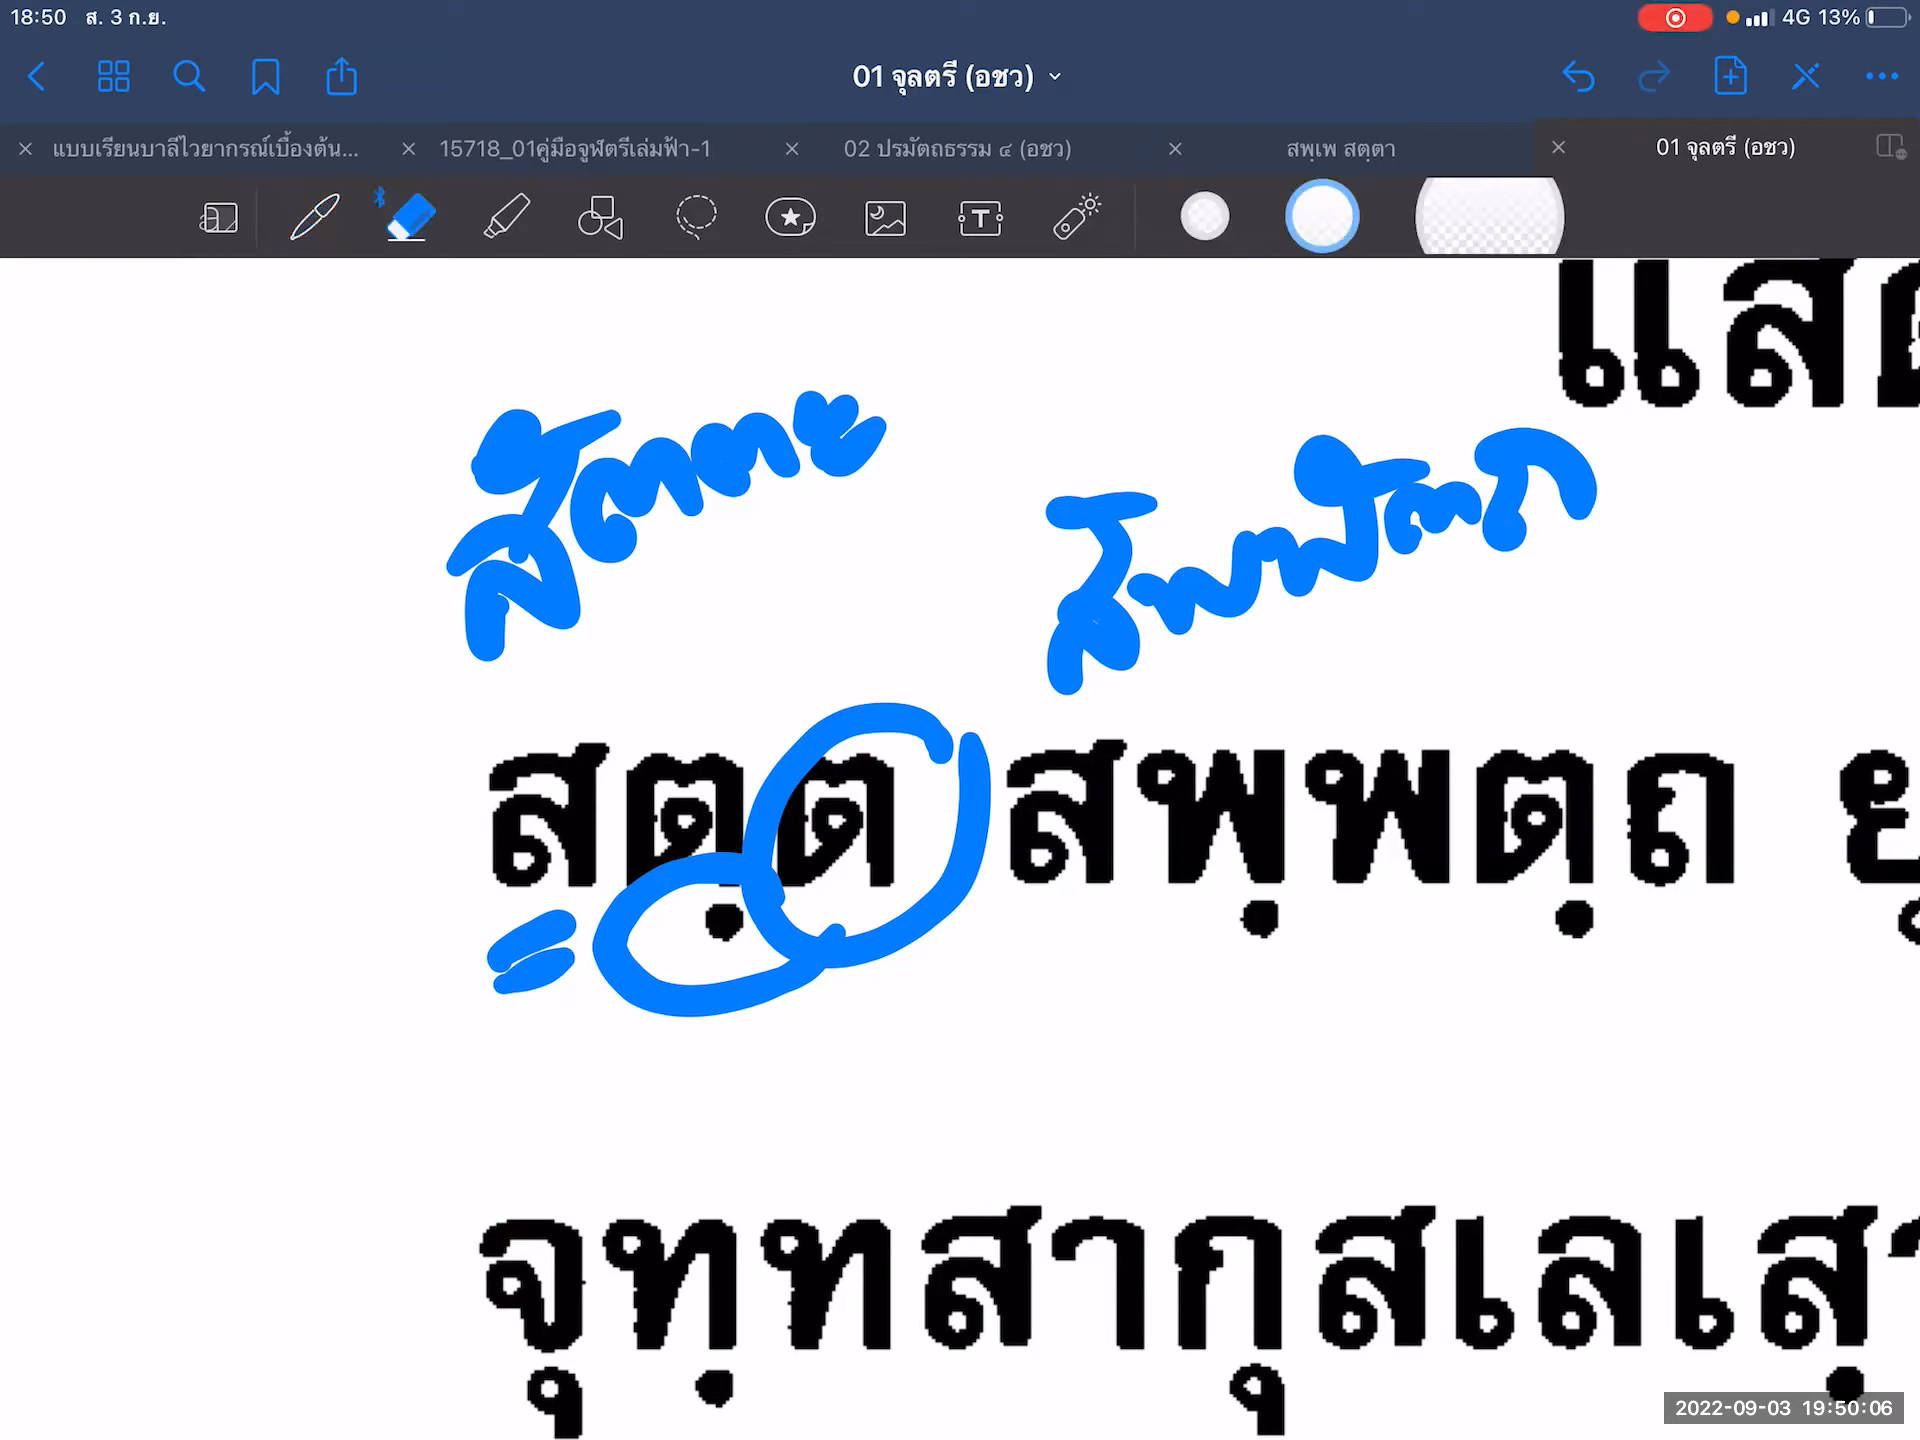 18:50 ส. 3 ก.ย. 4G 13%
01 จุลตรี (อชว)
แบบเรียนบาลีไวยากรณ์เบื้องต้น... 15718_01คู่มือจูฬตรีเล่มฟ้า-1 02 ปรมัตถธรรม ๔ (อชว) สพฺเพ สตฺตา 01 จุลตรี (อชว)
แส
สัตตะ
สัพพัตถ
สตฺต สพฺพตฺถ ยุ
จุทฺทสากุสเลเสฺ
2022-09-03 19:50:06